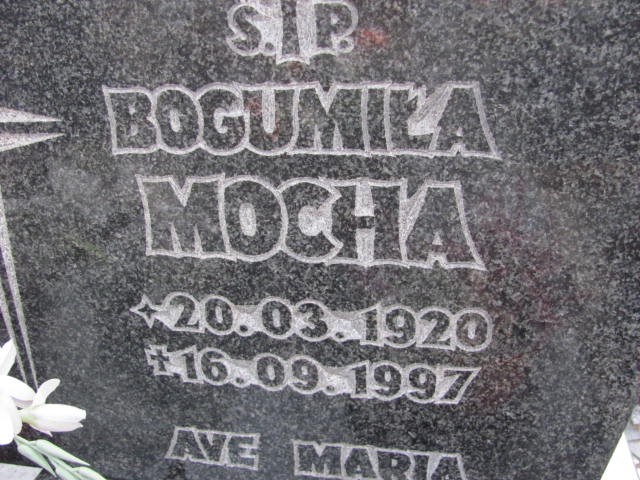 Ś.†P.
BOGUMIŁA
MOCHA
20.03.1920
†16.09.1997
AVE MARIA